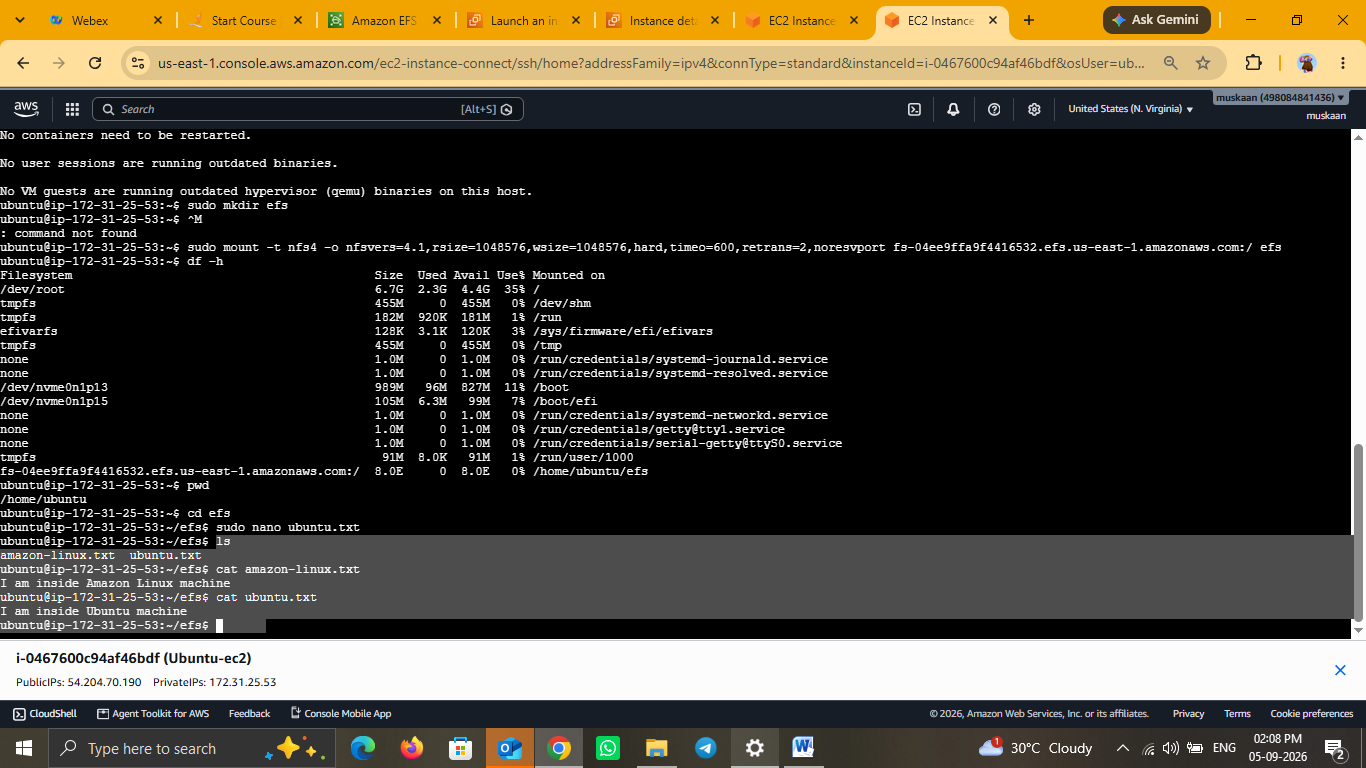 Webex
Start Course
Amazon EFS
Launch an in
Instance deta
EC2 Instance
EC2 Instance
Ask Gemini
us-east-1.console.aws.amazon.com/ec2-instance-connect/ssh/home?addressFamily=ipv4&connType=standard&instanceId=i-0467600c94af46bdf&osUser=ub...
aws
Search
[Alt+S]
United States (N. Virginia)
muskaan (498084841436)
muskaan
No containers need to be restarted.
No user sessions are running outdated binaries.
No VM guests are running outdated hypervisor (qemu) binaries on this host.
ubuntu@ip-172-31-25-53:~$ sudo mkdir efs
ubuntu@ip-172-31-25-53:~$ ^M
: command not found
ubuntu@ip-172-31-25-53:~$ sudo mount -t nfs4 -o nfsvers=4.1,rsize=1048576,wsize=1048576,hard,timeo=600,retrans=2,noresvport fs-04ee9ffa9f4416532.efs.us-east-1.amazonaws.com:/ efs
ubuntu@ip-172-31-25-53:~$ df -h
Filesystem Size Used Avail Use% Mounted on
/dev/root 6.7G 2.3G 4.4G 35% /
tmpfs 455M 0 455M 0% /dev/shm
tmpfs 182M 920K 181M 1% /run
efivarfs 128K 3.1K 120K 3% /sys/firmware/efi/efivars
tmpfs 455M 0 455M 0% /tmp
none 1.0M 0 1.0M 0% /run/credentials/systemd-journald.service
none 1.0M 0 1.0M 0% /run/credentials/systemd-resolved.service
/dev/nvme0n1p13 989M 96M 827M 11% /boot
/dev/nvme0n1p15 105M 6.3M 99M 7% /boot/efi
none 1.0M 0 1.0M 0% /run/credentials/systemd-networkd.service
none 1.0M 0 1.0M 0% /run/credentials/getty@tty1.service
none 1.0M 0 1.0M 0% /run/credentials/serial-getty@ttyS0.service
tmpfs 91M 8.0K 91M 1% /run/user/1000
fs-04ee9ffa9f4416532.efs.us-east-1.amazonaws.com:/ 8.0E 0 8.0E 0% /home/ubuntu/efs
ubuntu@ip-172-31-25-53:~$ pwd
/home/ubuntu
ubuntu@ip-172-31-25-53:~$ cd efs
ubuntu@ip-172-31-25-53:~/efs$ sudo nano ubuntu.txt
ubuntu@ip-172-31-25-53:~/efs$ ls
amazon-linux.txt ubuntu.txt
ubuntu@ip-172-31-25-53:~/efs$ cat amazon-linux.txt
I am inside Amazon Linux machine
ubuntu@ip-172-31-25-53:~/efs$ cat ubuntu.txt
I am inside Ubuntu machine
ubuntu@ip-172-31-25-53:~/efs$
i-0467600c94af46bdf (Ubuntu-ec2)
PublicIPs: 54.204.70.190 PrivateIPs: 172.31.25.53
CloudShell
Agent Toolkit for AWS
Feedback
Console Mobile App
© 2026, Amazon Web Services, Inc. or its affiliates.
Privacy
Terms
Cookie preferences
Type here to search
1
30°C Cloudy
ENG
02:08 PM
05-09-2026
2